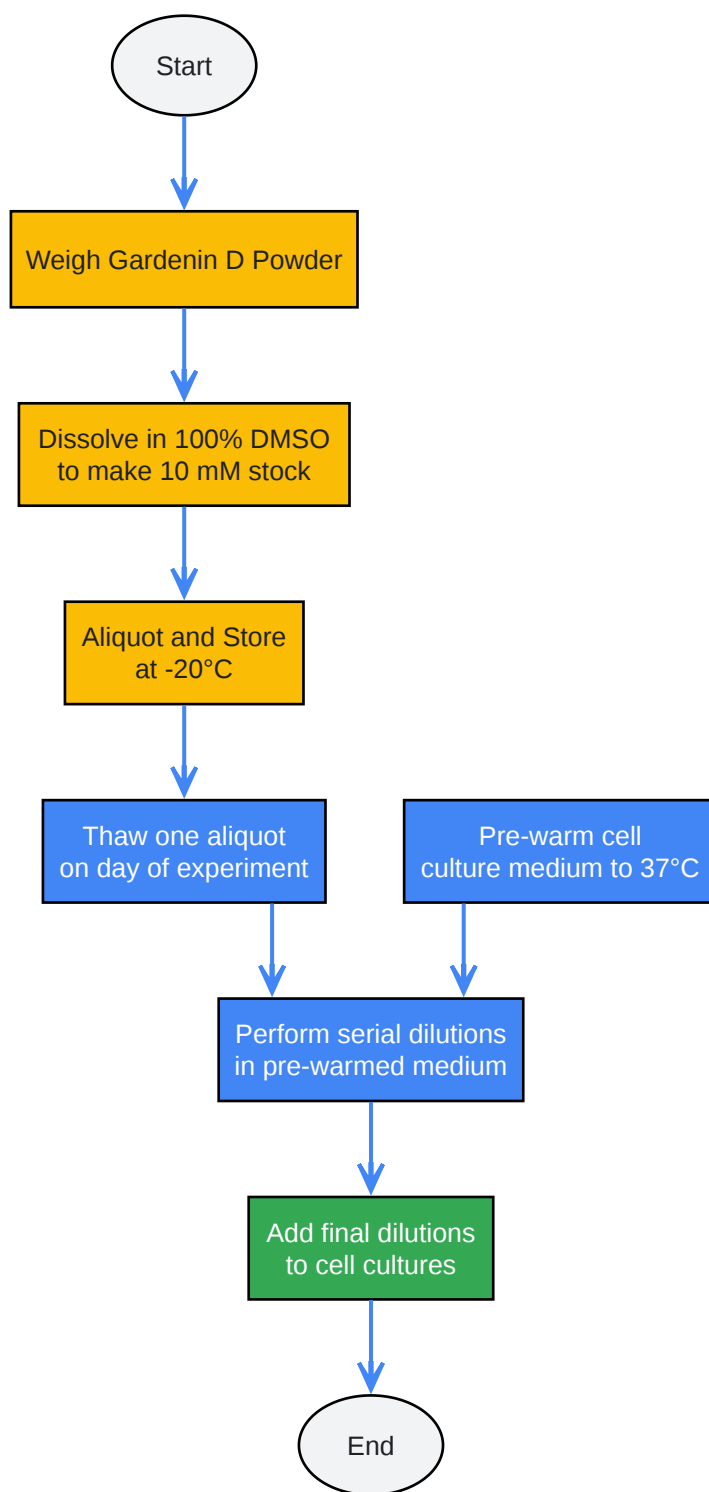 Start
Weigh Gardenin D Powder
Dissolve in 100% DMSO
to make 10 mM stock
Aliquot and Store
at -20°C
Thaw one aliquot
on day of experiment
Pre-warm cell
culture medium to 37°C
Perform serial dilutions
in pre-warmed medium
Add final dilutions
to cell cultures
End